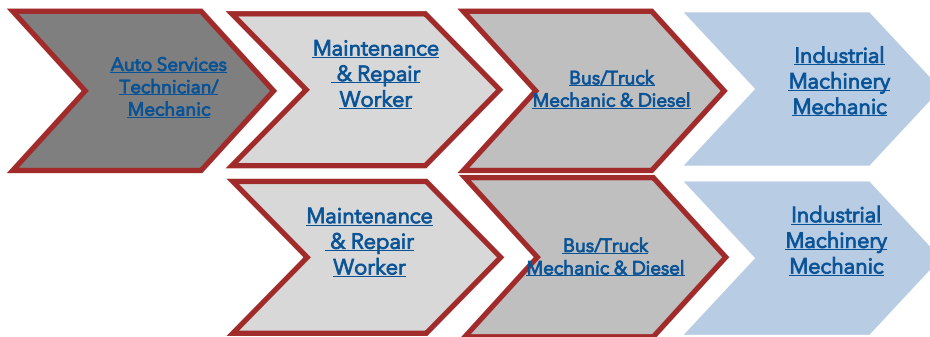 Auto Services
Technician/
Mechanic
Maintenance
& Repair
Worker
Bus/Truck
Mechanic & Diesel
Industrial
Machinery
Mechanic
Maintenance
& Repair
Worker
Bus/Truck
Mechanic & Diesel
Industrial
Machinery
Mechanic